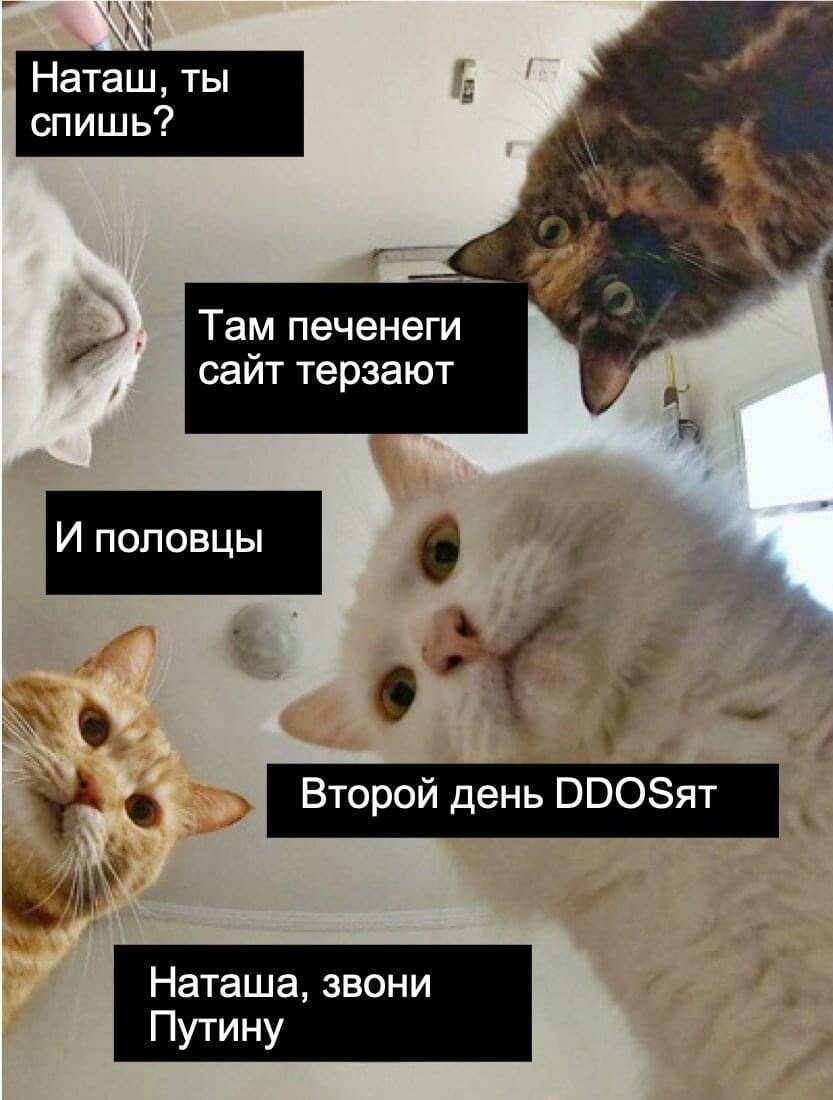 Наташ, ты
спишь?
Там печенеги
сайт терзают
И половцы
Второй день DDOSят
Наташа, звони
Путину